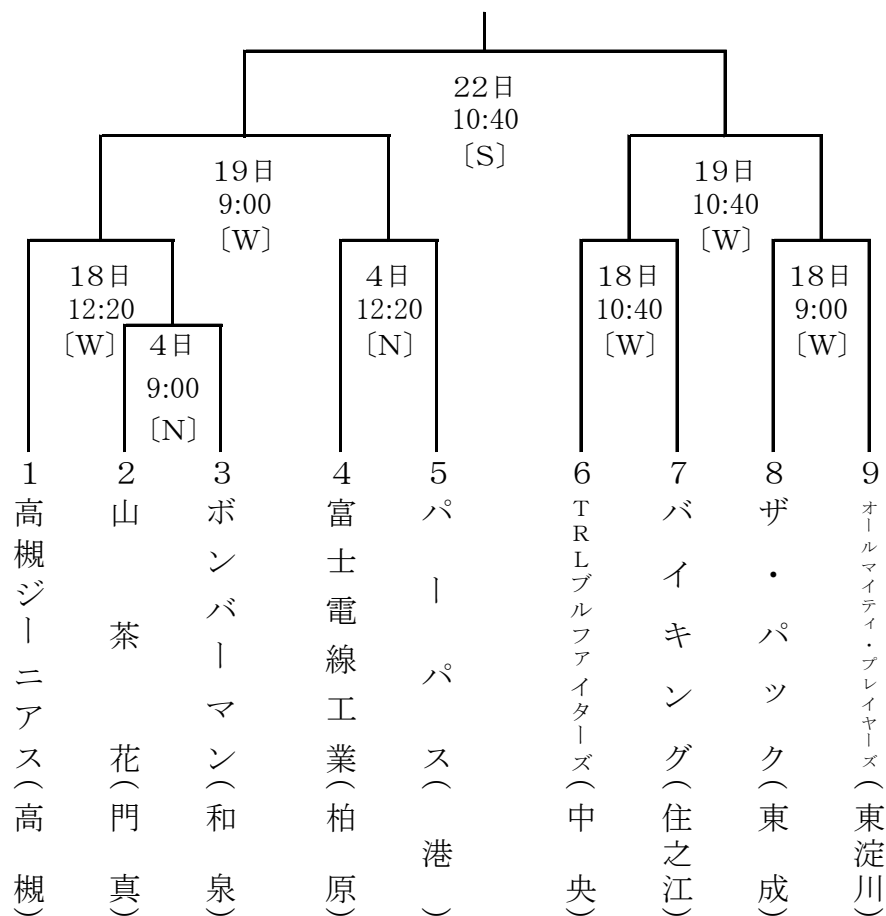 22日
10:40
〔S〕
19日
9:00
〔W〕
19日
10:40
〔W〕
18日
12:20
〔W〕
4日
9:00
〔N〕
4日
12:20
〔N〕
18日
10:40
〔W〕
18日
9:00
〔W〕
1
高槻ジーニアス(高槻)
2
山茶花(門真)
3
ボンバーマン(和泉)
4
富士電線工業(柏原)
5
パーパス(港)
6
TRLブルファイターズ(中央)
7
バイキング(住之江)
8
ザ・パック(東成)
9
オールマイティ・プレイヤーズ(東淀川)